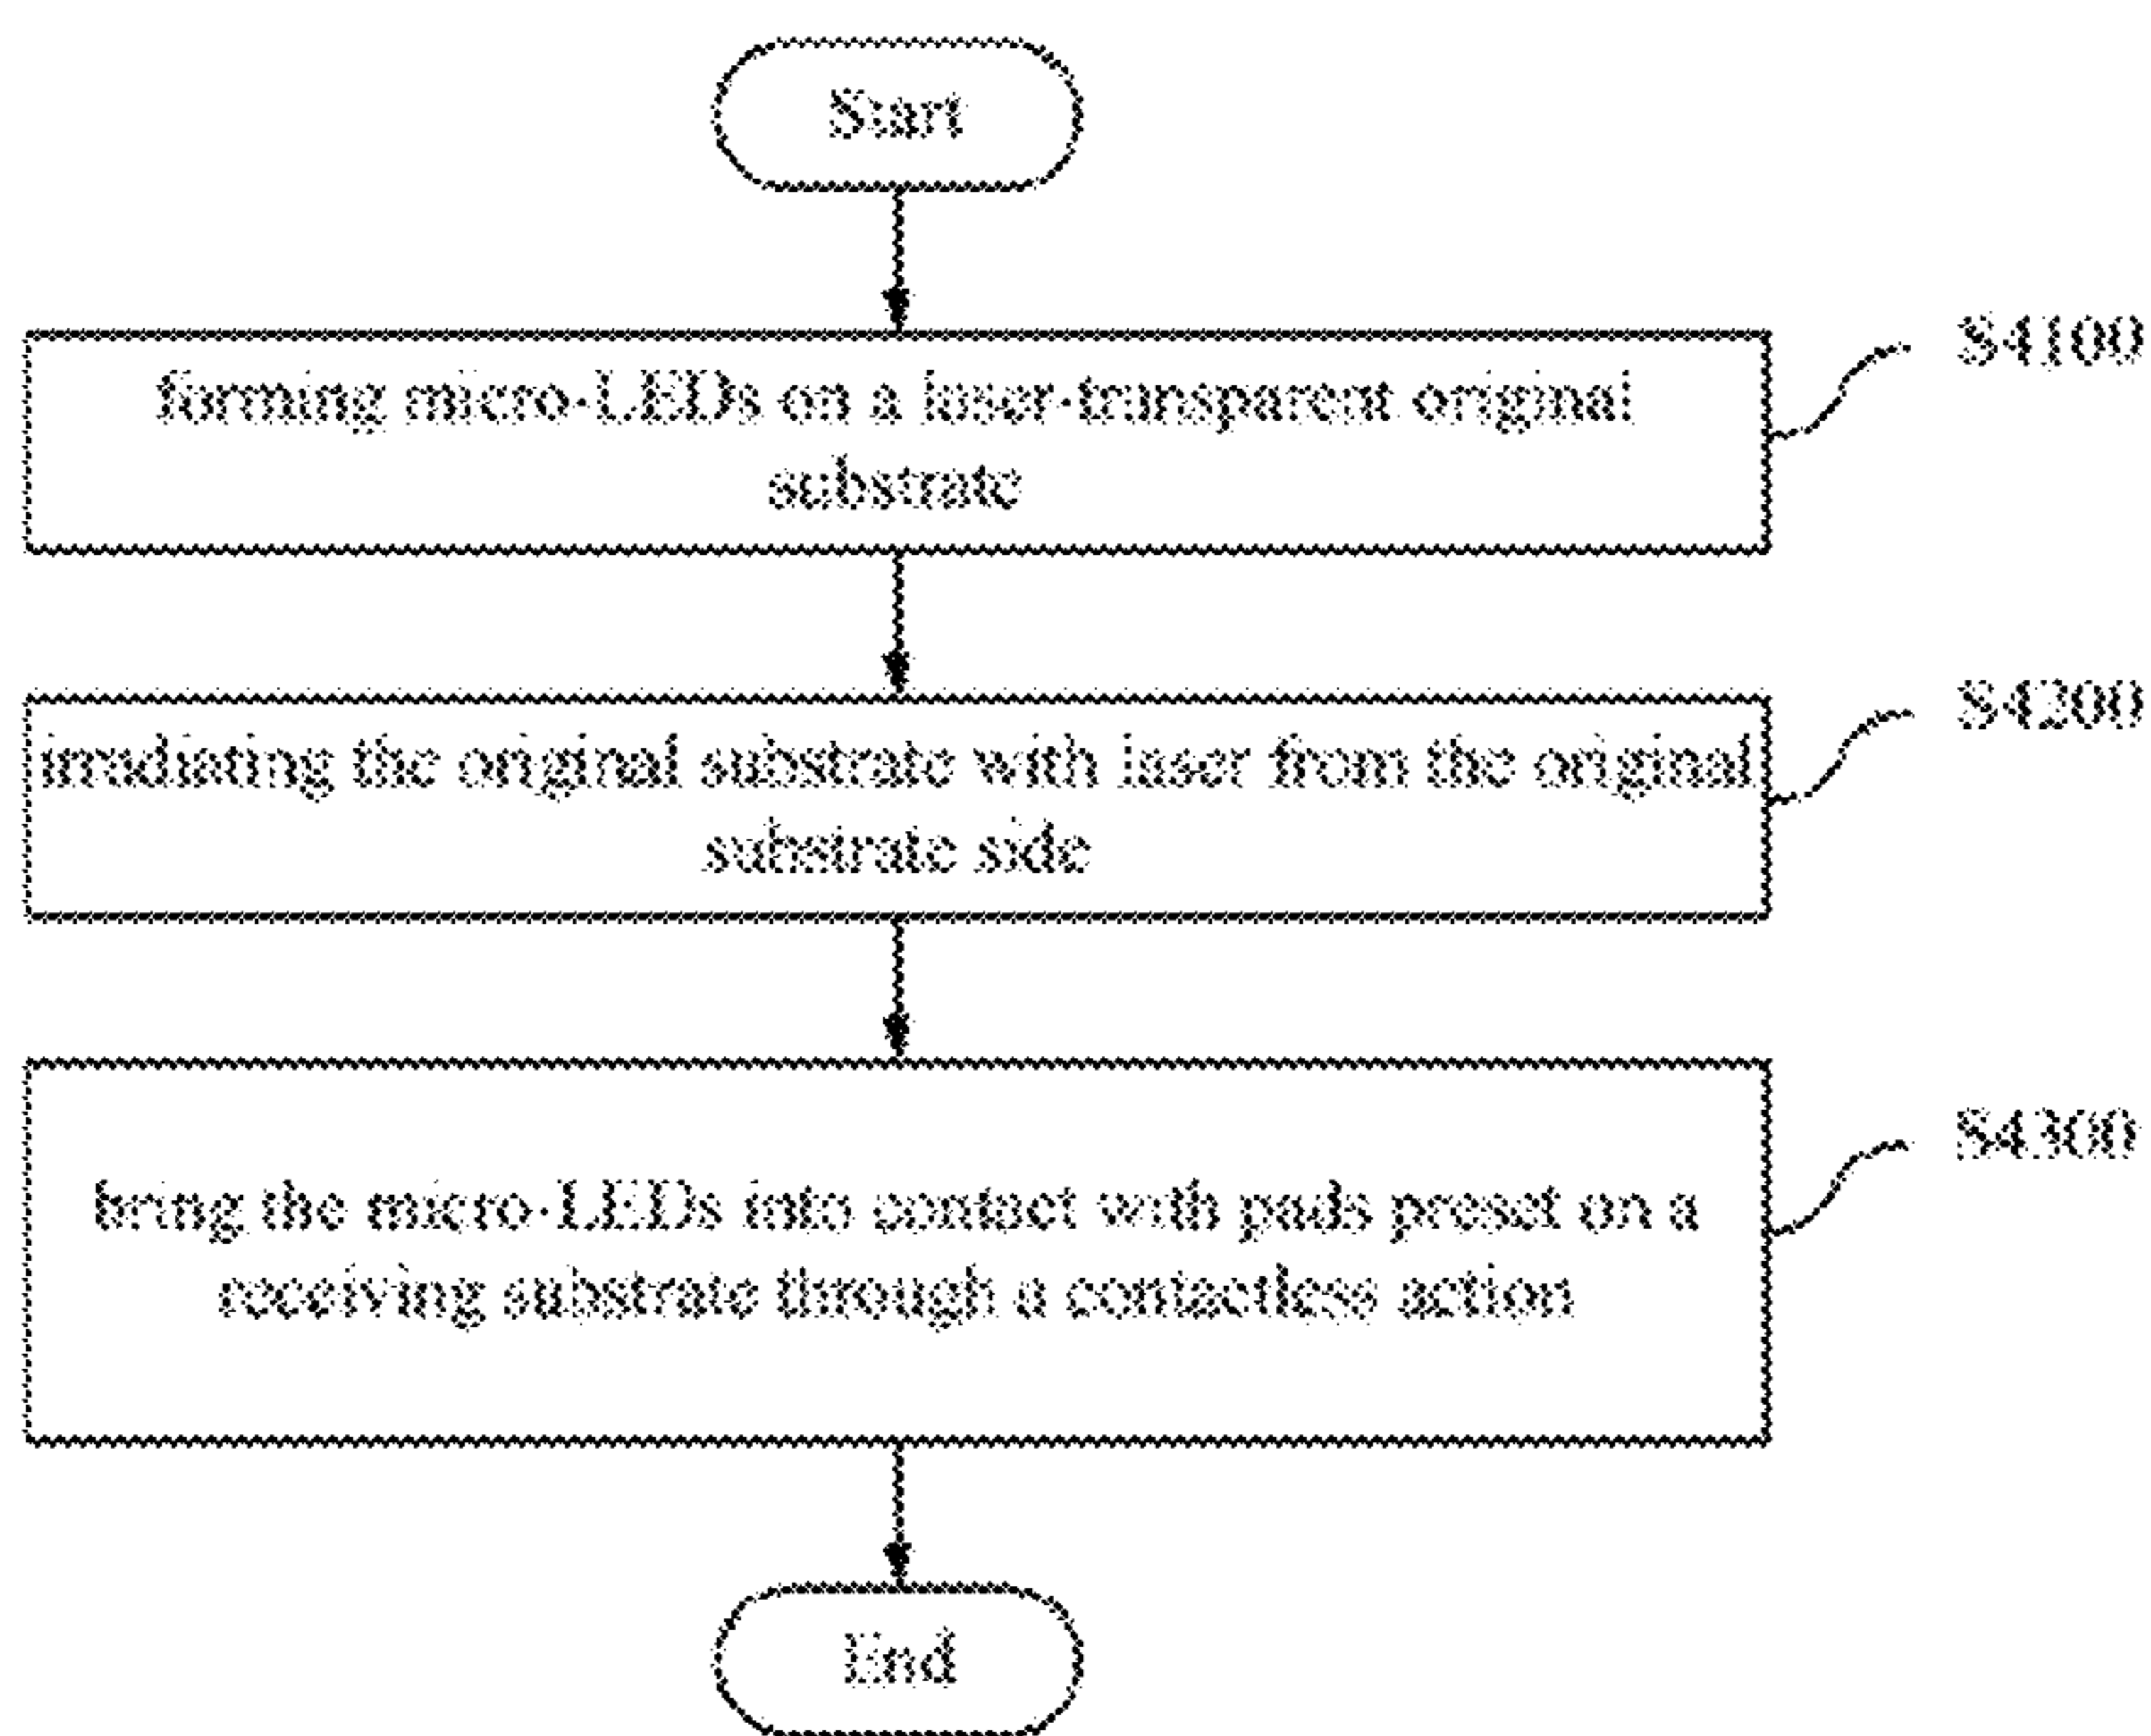 Start
S4100
forming micro-LEDs on a laser-transparent original
substrate
S4200
irradiating the original substrate with laser from the original
substrate side
S4300
bring the micro-LEDs into contact with pads preset on a
receiving substrate through a contactless action
End